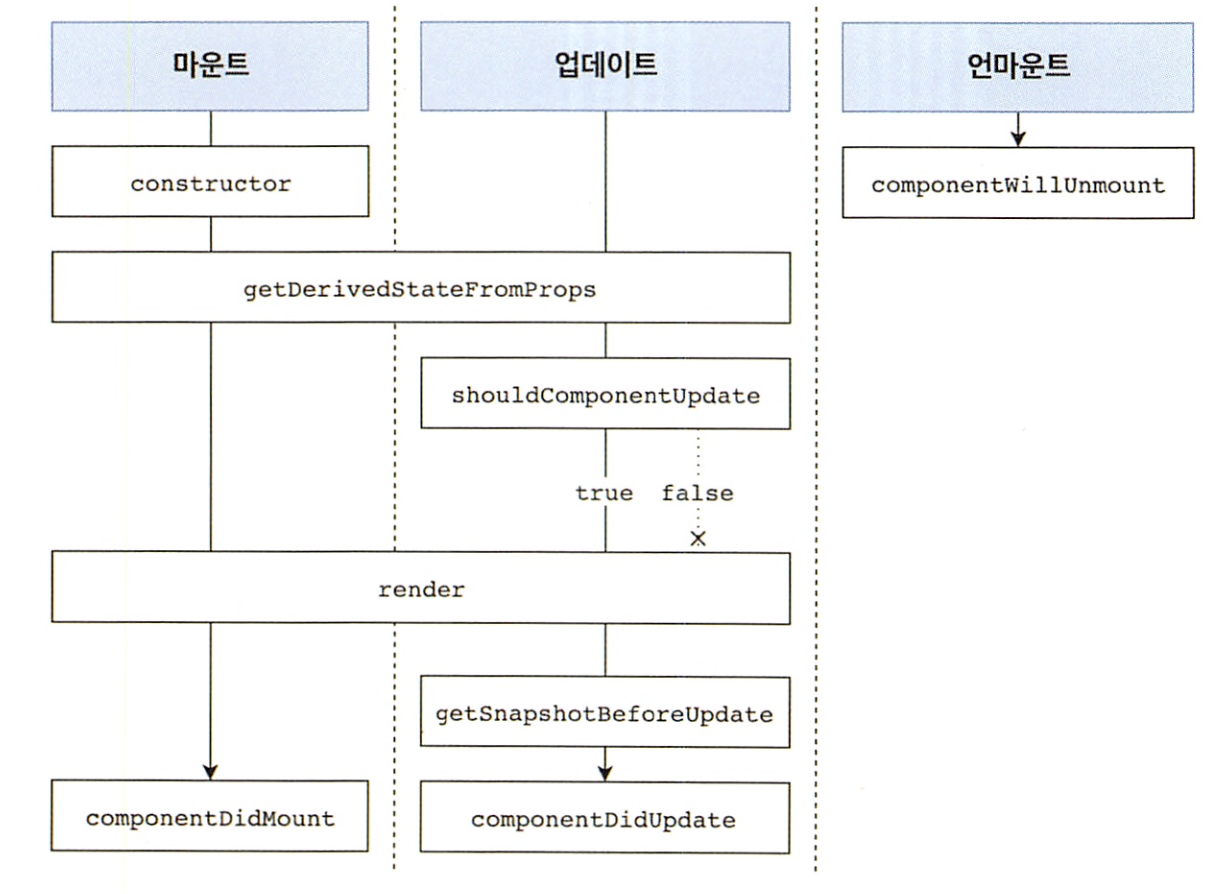 마운트
업데이트
언마운트
constructor
componentWillUnmount
getDerivedStateFromProps
shouldComponentUpdate
true false
render
getSnapshotBeforeUpdate
componentDidMount
componentDidUpdate